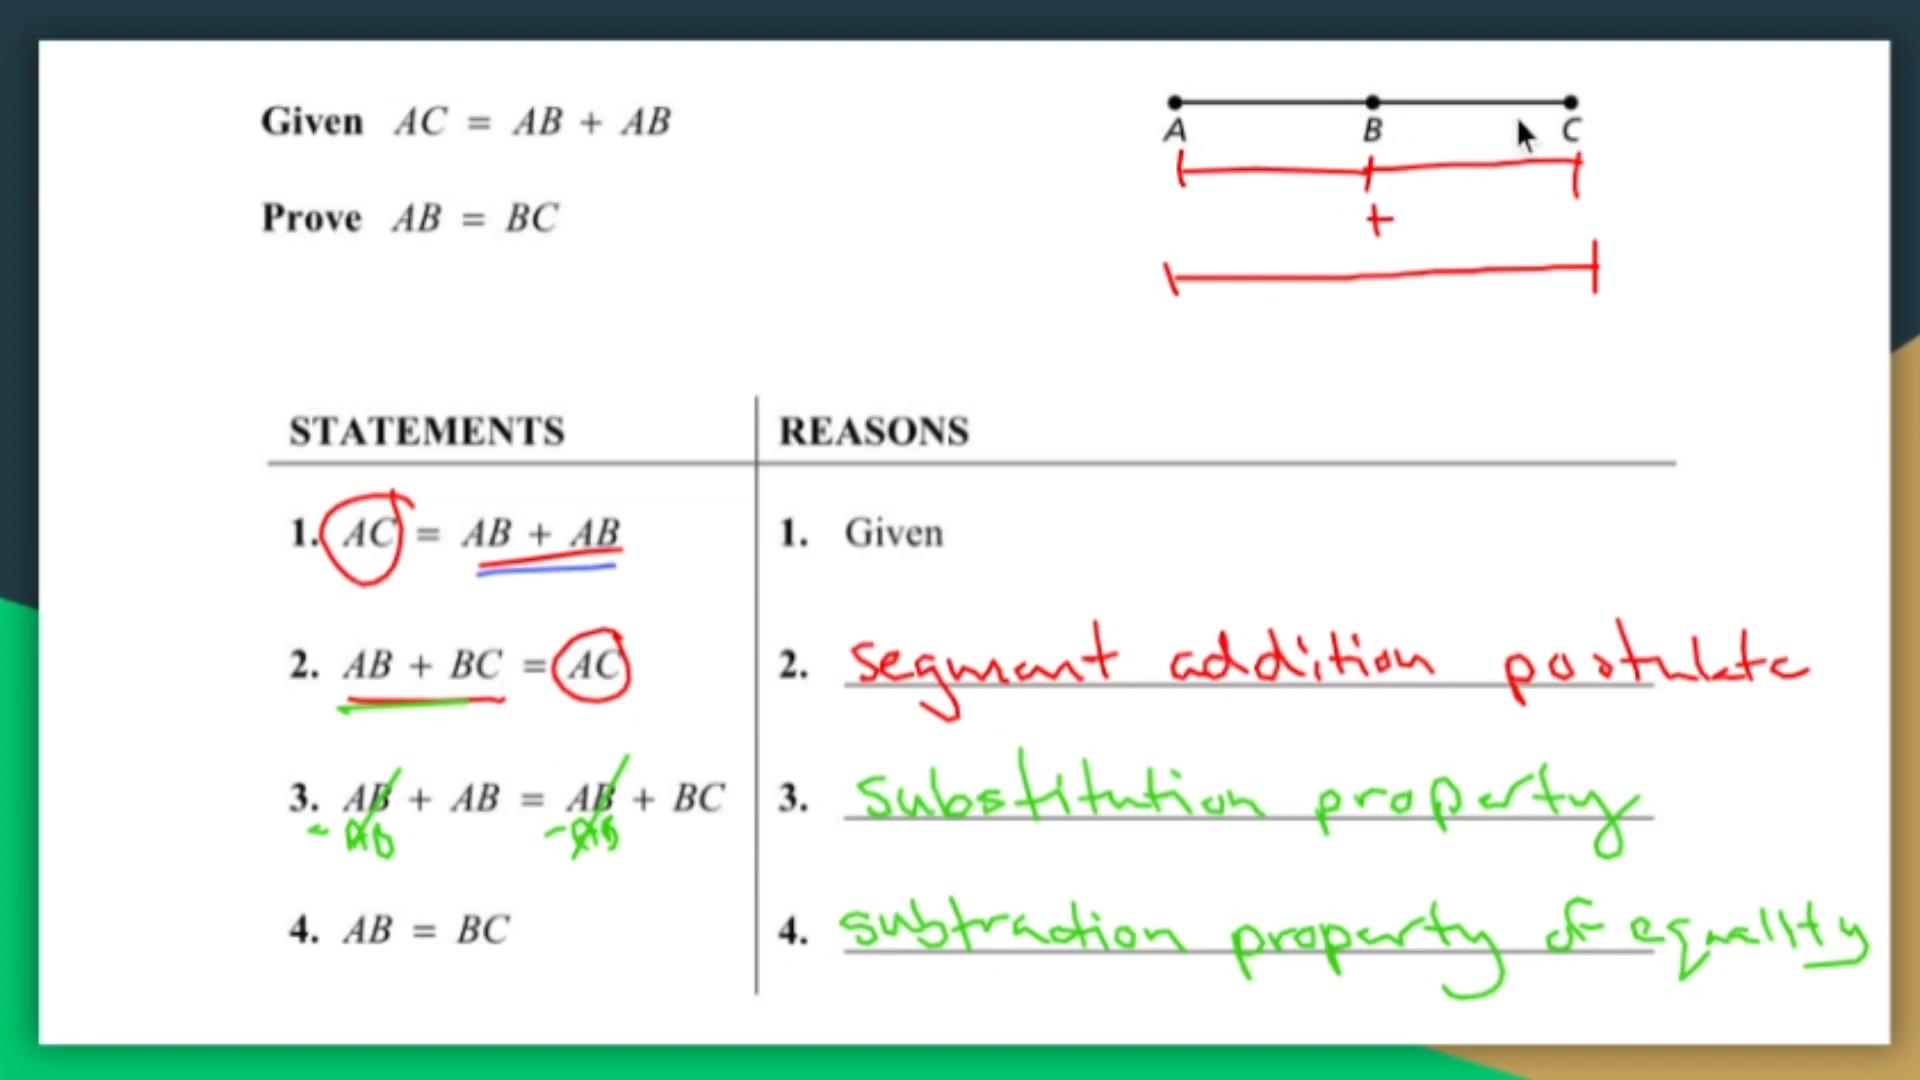 Given AC = AB + AB
A B C
+
Prove AB = BC
STATEMENTS REASONS
1. AC = AB + AB 1. Given
2. AB + BC = AC 2. segment addition postulate
3. AB + AB = AB + BC 3. substitution property
- AB - AB
4. AB = BC 4. subtraction property of equality